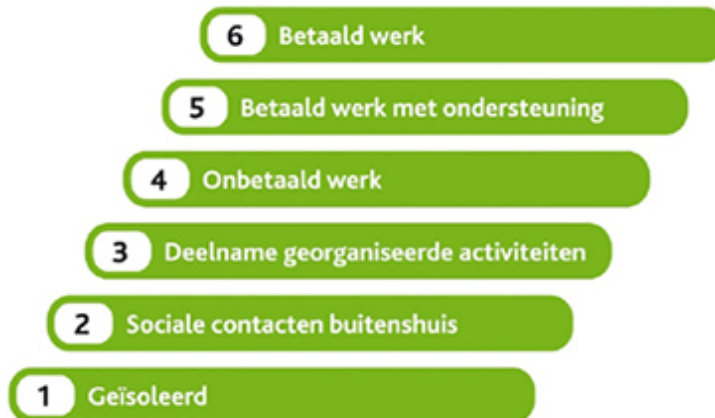 6 Betaald werk
5 Betaald werk met ondersteuning
4 Onbetaald werk
3 Deelname georganiseerde activiteiten
2 Sociale contacten buitenshuis
1 Geïsoleerd